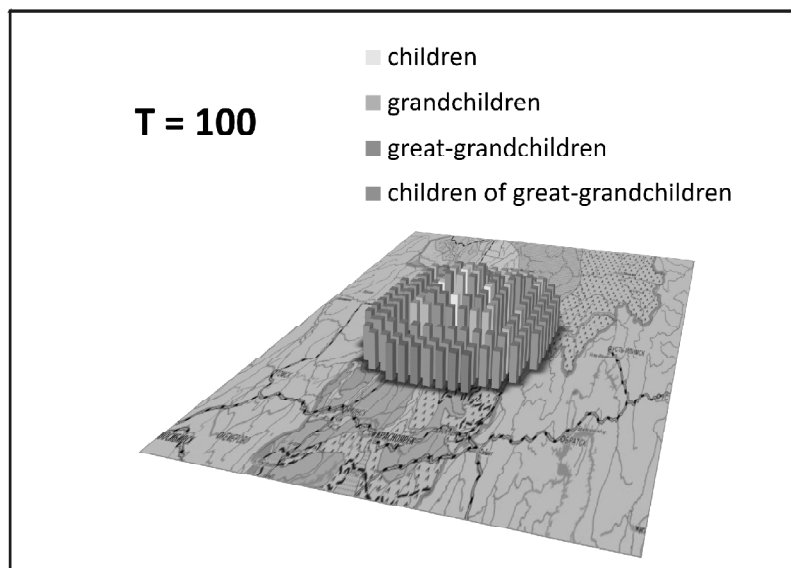 children
T = 100
grandchildren
great-grandchildren
children of great-grandchildren